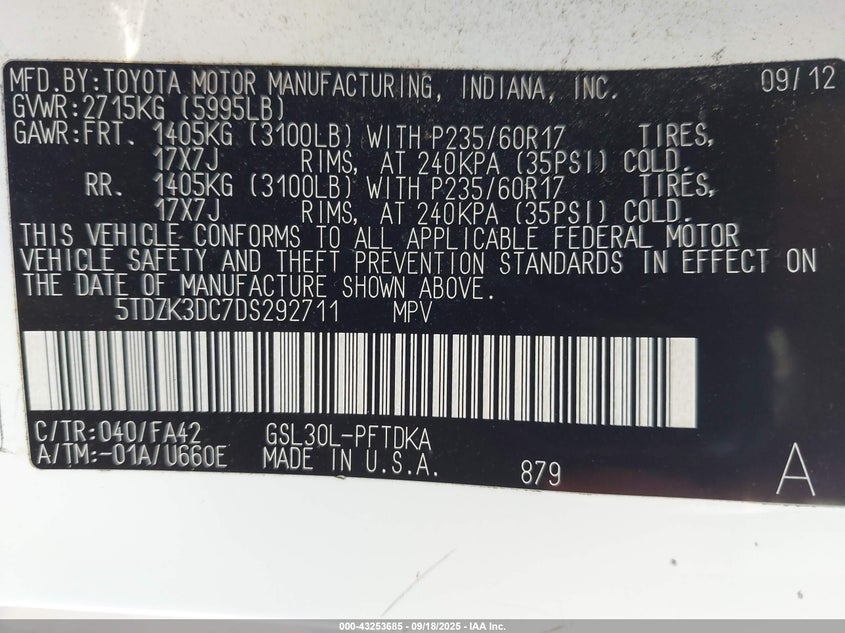 MFD.BY:TOYOTA MOTOR MANUFACTURING, INDIANA, INC. 09/12
GVWR:2715KG (5995LB)
GAWR:FRT. 1405KG (3100LB) WITH P235/60R17 TIRES,
17X7J RIMS, AT 240KPA (35PSI) COLD.
RR. 1405KG (3100LB) WITH P235/60R17 TIRES,
17X7J RIMS, AT 240KPA (35PSI) COLD.
THIS VEHICLE CONFORMS TO ALL APPLICABLE FEDERAL MOTOR
VEHICLE SAFETY AND THEFT PREVENTION STANDARDS IN EFFECT ON
THE DATE OF MANUFACTURE SHOWN ABOVE.
5TDZK3DC7DS292711 MPV
C/TR:040/FA42 GSL30L-PFTDKA
A/TM:-01A/U660E MADE IN U.S.A. 879 A
000-43253685 - 09/18/2025 - IAA Inc.